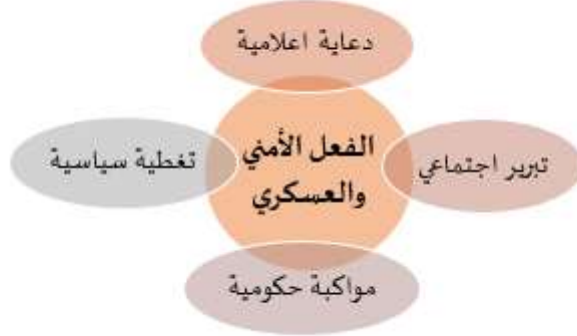 دعاية اعلامية
الفعل الأمني
والعسكري
تبرير اجتماعي
تغطية سياسية
مواكبة حكومية